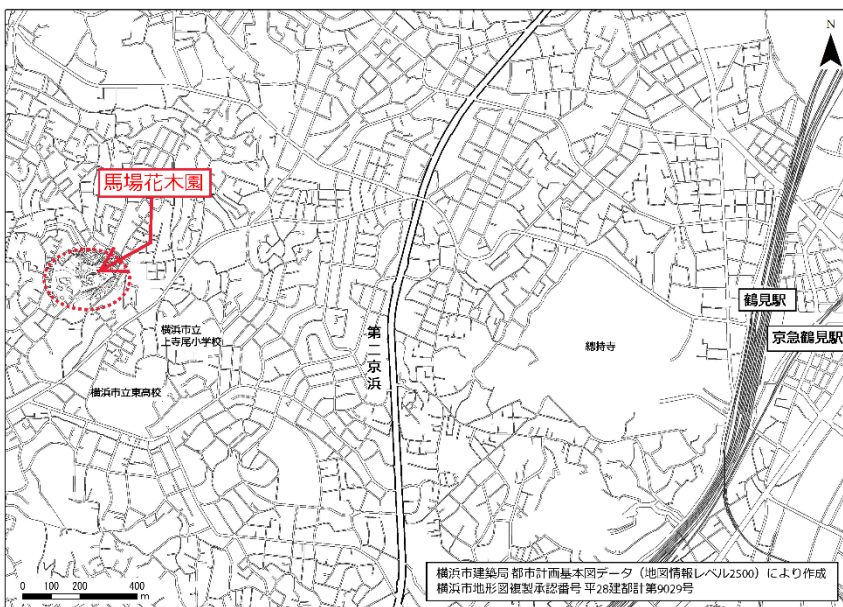 N
馬場花木園
鶴見駅
京急鶴見駅
横浜市立
上寺尾小学校
第二京浜
總持寺
横浜市立東高校
0 100 200 400
m
横浜市建築局 都市計画基本図データ（地図情報レベル2500）により作成
横浜市地形図複製承認番号 平28建都計第9029号